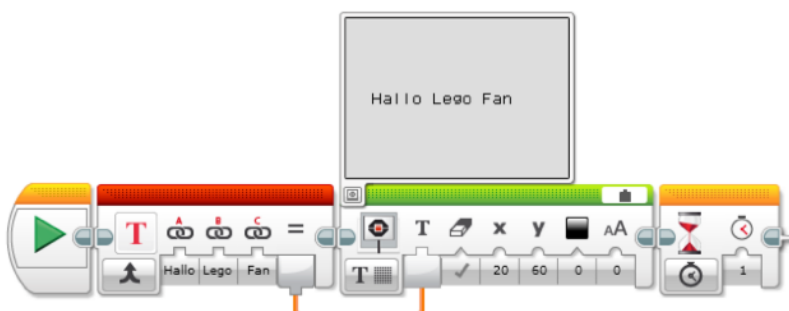 Hallo Lego Fan
T A B C = T x y AA
Hallo Lego Fan T 20 60 0 0 1